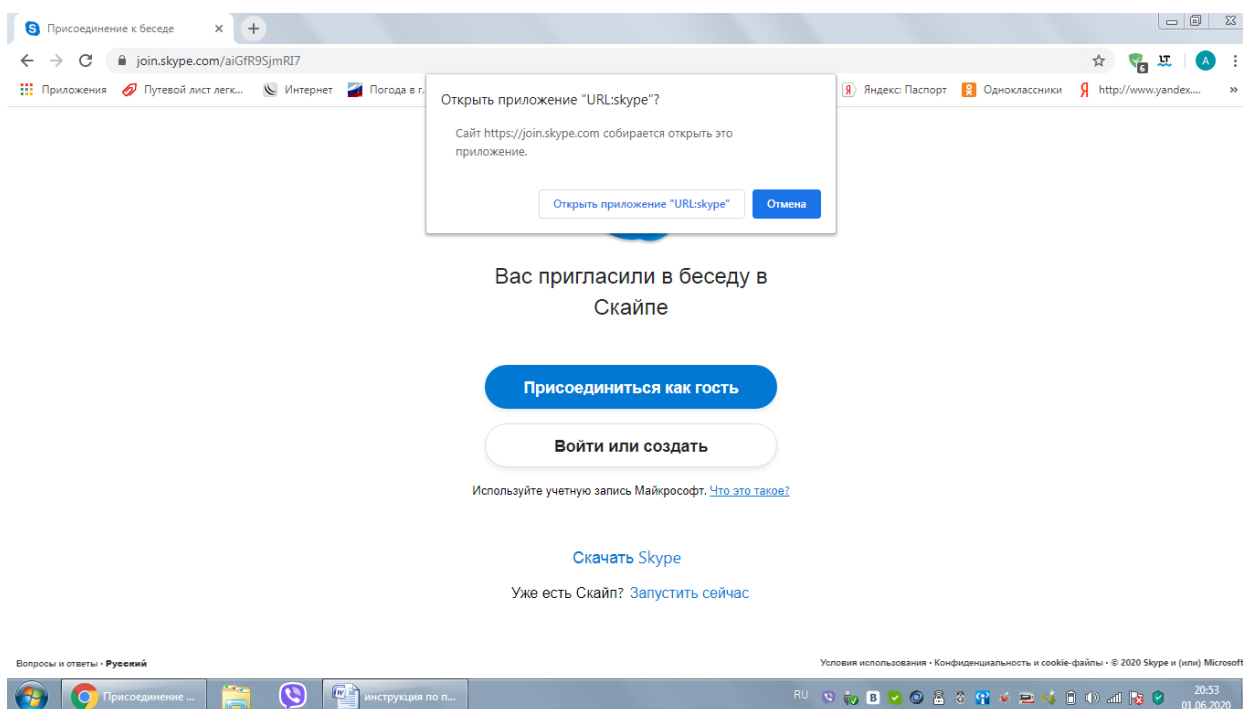 Присоединение к беседе
join.skype.com/aiGfR9SjmRI7
6
A
Приложения Путевой лист легк... Интернет Погода в г. Яндекс: Паспорт Одноклассники http://www.yandex.... »
Открыть приложение "URL:skype"?
Сайт https://join.skype.com собирается открыть это
приложение.
Открыть приложение "URL:skype" Отмена
Вас пригласили в беседу в
Скайпе
Присоединиться как гость
Войти или создать
Используйте учетную запись Майкрософт. Что это такое?
Скачать Skype
Уже есть Скайп? Запустить сейчас
Вопросы и ответы · Русский Условия использования · Конфиденциальность и cookie-файлы · © 2020 Skype и (или) Microsoft
Присоединение ... инструкция по п... RU 20:53
01.06.2020